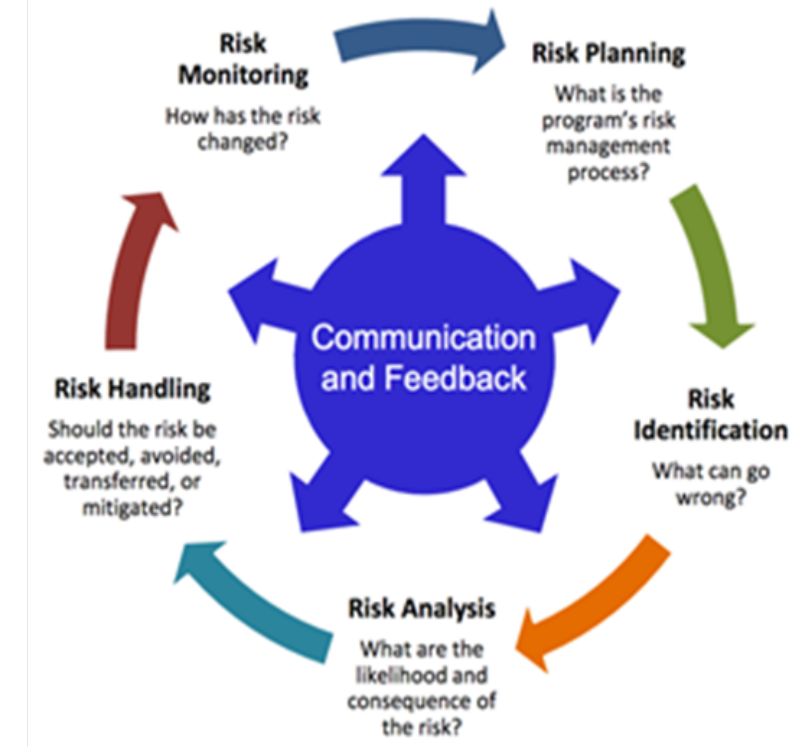 Risk
Monitoring
How has the risk
changed?
Risk Planning
What is the
program's risk
management
process?
Risk
Identification
What can go
wrong?
Risk Analysis
What are the
likelihood and
consequence of
the risk?
Risk Handling
Should the risk be
accepted, avoided,
transferred, or
mitigated?
Communication
and Feedback